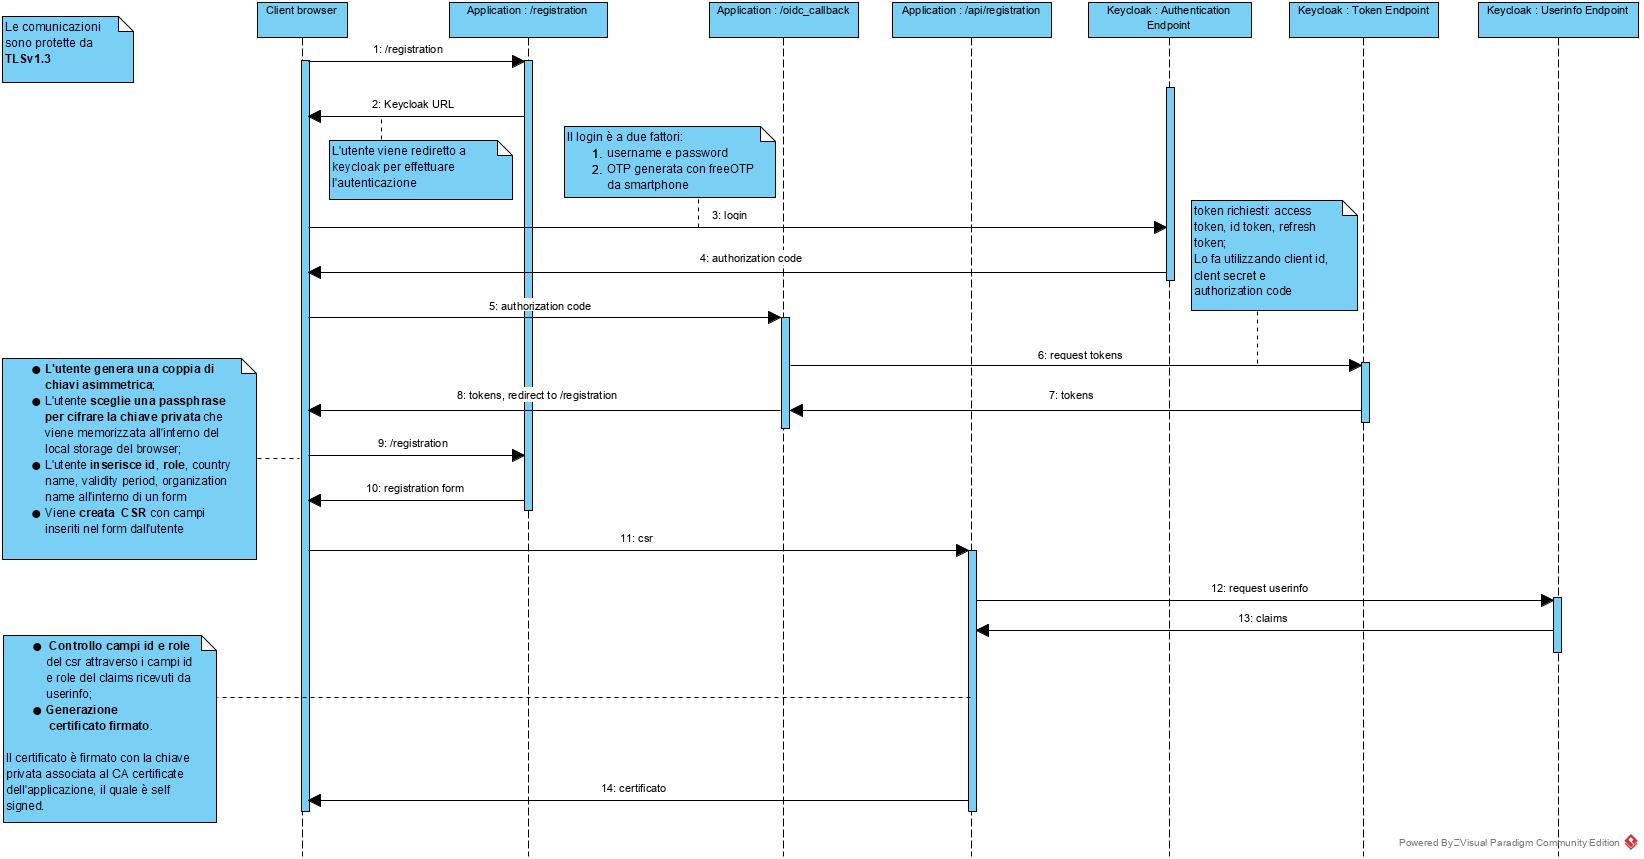 Client browser
Application : /registration
Application : /oidc_callback
Application : /api/registration
Keycloak : Authentication
Endpoint
Keycloak : Token Endpoint
Keycloak : Userinfo Endpoint
Le comunicazioni
sono protette da
TLSv1.3
1: /registration
2: Keycloak URL
L'utente viene rediretto a
keycloak per effettuare
l'autenticazione
Il login è a due fattori:
1. username e password
2. OTP generata con freeOTP
da smartphone
3: login
token richiesti: access
token, id token, refresh
token;
Lo fa utilizzando client id,
clent secret e
authorization code
4: authorization code
5: authorization code
6: request tokens
7: tokens
8: tokens, redirect to /registration
● L'utente genera una coppia di
chiavi asimmetrica;
● L'utente sceglie una passphrase
per cifrare la chiave privata che
viene memorizzata all'interno del
local storage del browser;
● L'utente inserisce id, role, country
name, validity period, organization
name all'interno di un form
● Viene creata CSR con campi
inseriti nel form dall'utente
9: /registration
10: registration form
11: csr
12: request userinfo
13: claims
● Controllo campi id e role
del csr attraverso i campi id
e role del claims ricevuti da
userinfo;
● Generazione
certificato firmato.
Il certificato è firmato con la chiave
privata associata al CA certificate
dell'applicazione, il quale è self
signed.
14: certificato
Powered By Visual Paradigm Community Edition